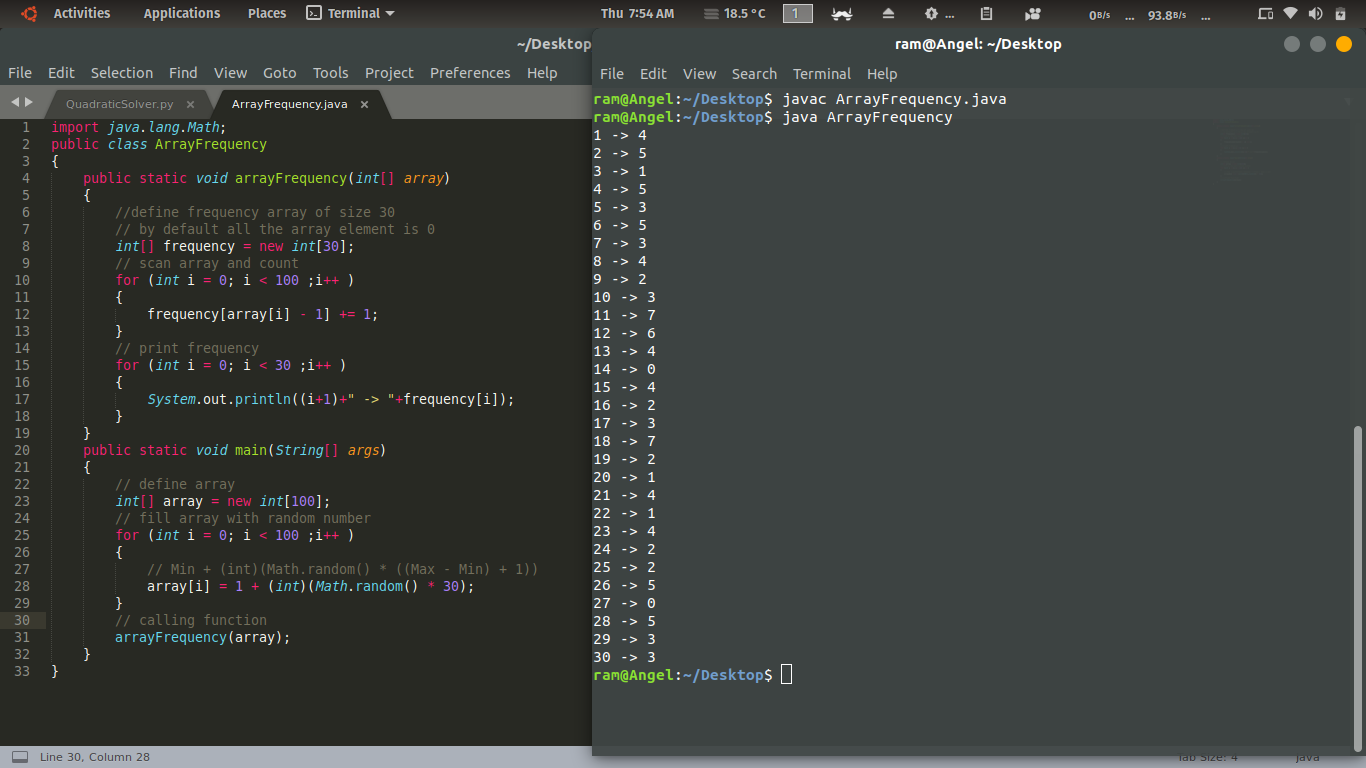 Activities Applications Places Terminal Thu 7:54 AM 18.5 °C 1 ... 0B/s ... 93.8B/s ...
~/Desktop
File Edit Selection Find View Goto Tools Project Preferences Help
QuadraticSolver.py × ArrayFrequency.java ×
1 import java.lang.Math;
2 public class ArrayFrequency
3 {
4     public static void arrayFrequency(int[] array)
5     {
6         //define frequency array of size 30
7         // by default all the array element is 0
8         int[] frequency = new int[30];
9         // scan array and count
10         for (int i = 0; i < 100 ;i++ )
11         {
12             frequency[array[i] - 1] += 1;
13         }
14         // print frequency
15         for (int i = 0; i < 30 ;i++ )
16         {
17             System.out.println((i+1)+" -> "+frequency[i]);
18         }
19     }
20     public static void main(String[] args)
21     {
22         // define array
23         int[] array = new int[100];
24         // fill array with random number
25         for (int i = 0; i < 100 ;i++ )
26         {
27             // Min + (int)(Math.random() * ((Max - Min) + 1))
28             array[i] = 1 + (int)(Math.random() * 30);
29         }
30         // calling function
31         arrayFrequency(array);
32     }
33 }
Line 30, Column 28
ram@Angel: ~/Desktop
File Edit View Search Terminal Help
ram@Angel:~/Desktop$ javac ArrayFrequency.java
ram@Angel:~/Desktop$ java ArrayFrequency
1 -> 4
2 -> 5
3 -> 1
4 -> 5
5 -> 3
6 -> 5
7 -> 3
8 -> 4
9 -> 2
10 -> 3
11 -> 7
12 -> 6
13 -> 4
14 -> 0
15 -> 4
16 -> 2
17 -> 3
18 -> 7
19 -> 2
20 -> 1
21 -> 4
22 -> 1
23 -> 4
24 -> 2
25 -> 2
26 -> 5
27 -> 0
28 -> 5
29 -> 3
30 -> 3
ram@Angel:~/Desktop$
Tab Size: 4 java